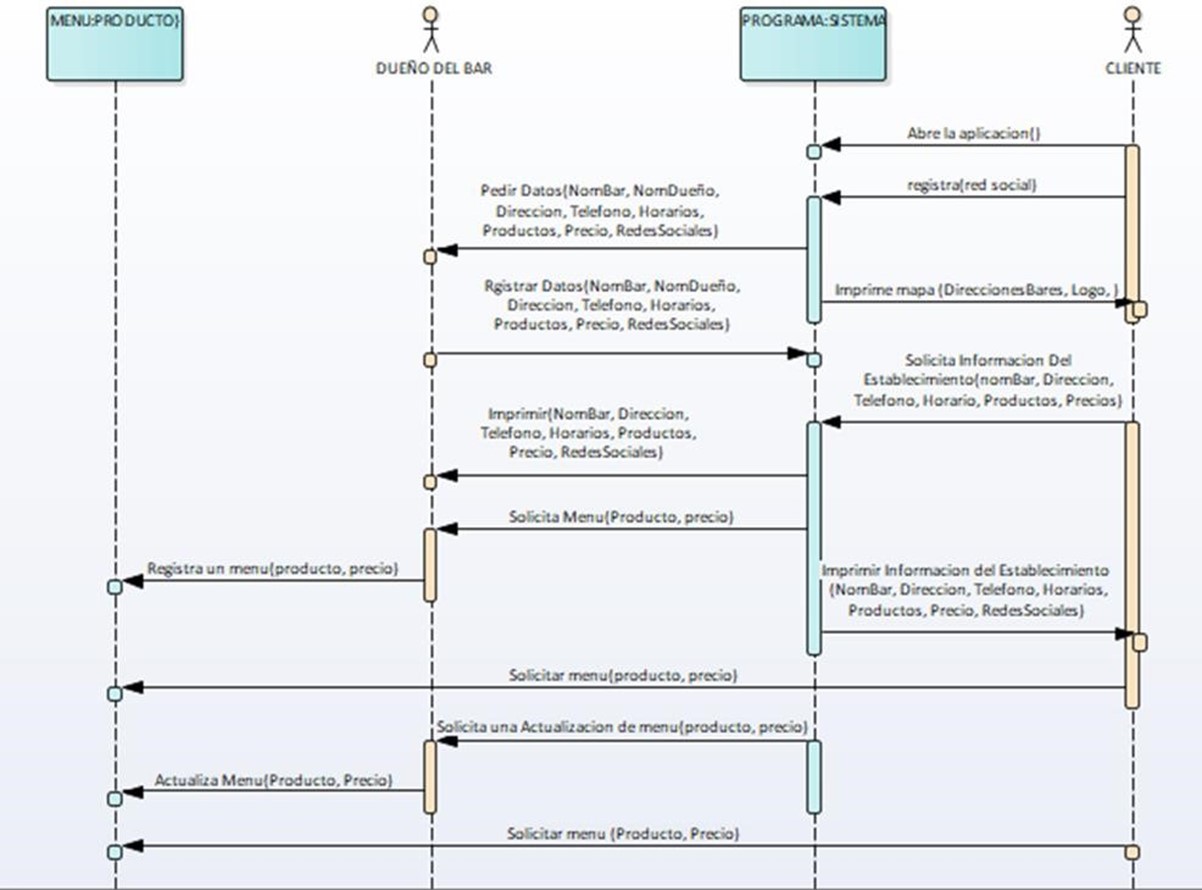 MENU:PRODUCTO}
DUEÑO DEL BAR
PROGRAMA:SISTEMA
CLIENTE
Abre la aplicacion()
registra(red social)
Pedir Datos(NomBar, NomDueño,
Direccion, Telefono, Horarios,
Productos, Precio, RedesSociales)
Rgistrar Datos(NomBar, NomDueño,
Direccion, Telefono, Horarios,
Productos, Precio, RedesSociales)
Imprime mapa (DireccionesBares, Logo, )
Solicita Informacion Del
Establecimiento(nomBar, Direccion,
Telefono, Horario, Productos, Precios)
Imprimir(NomBar, Direccion,
Telefono, Horarios, Productos,
Precio, RedesSociales)
Solicita Menu(Producto, precio)
Registra un menu(producto, precio)
Imprimir Informacion del Establecimiento
(NomBar, Direccion, Telefono, Horarios,
Productos, Precio, RedesSociales)
Solicitar menu(producto, precio)
Solicita una Actualizacion de menu(producto, precio)
Actualiza Menu(Producto, Precio)
Solicitar menu (Producto, Precio)